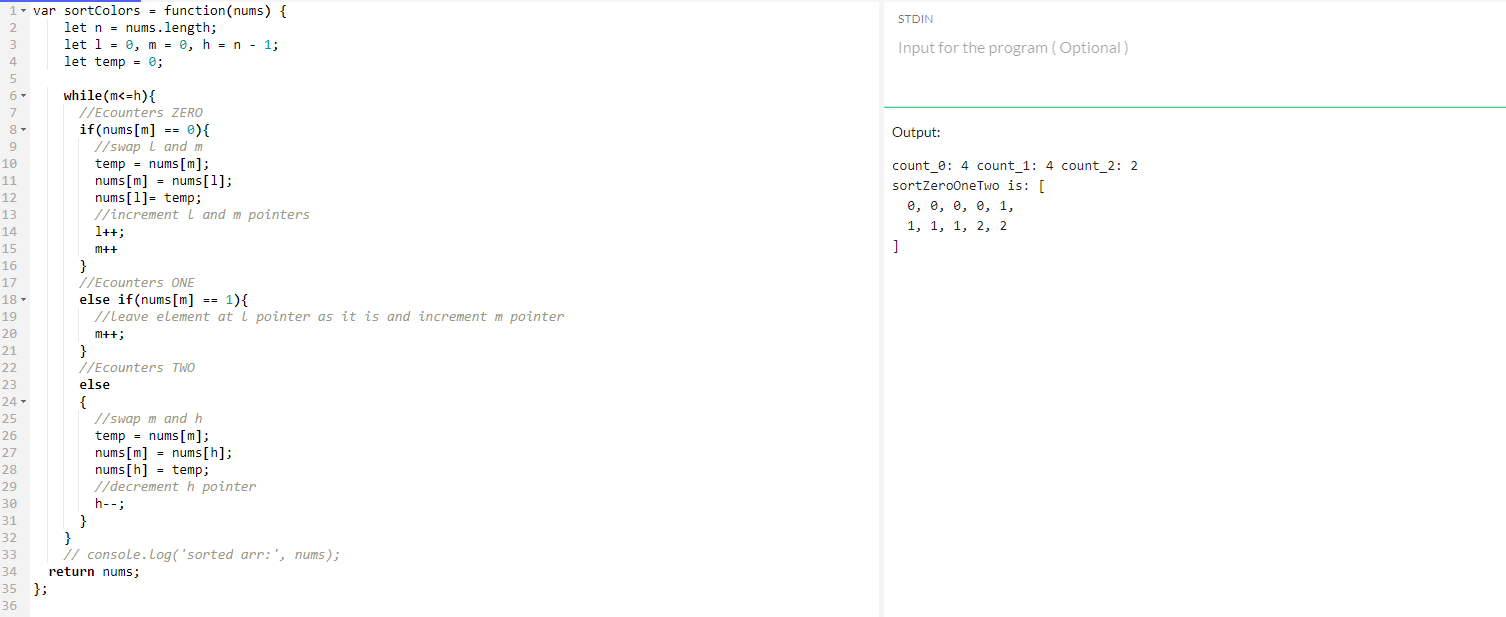 1 var sortColors = function(nums) {
2 let n = nums.length;
3 let l = 0, m = 0, h = n - 1;
4 let temp = 0;
5
6 while(m<=h){
7 //Ecounters ZERO
8 if(nums[m] == 0){
9 //swap l and m
10 temp = nums[m];
11 nums[m] = nums[l];
12 nums[l]= temp;
13 //increment l and m pointers
14 l++;
15 m++
16 }
17 //Ecounters ONE
18 else if(nums[m] == 1){
19 //leave element at l pointer as it is and increment m pointer
20 m++;
21 }
22 //Ecounters TWO
23 else
24 {
25 //swap m and h
26 temp = nums[m];
27 nums[m] = nums[h];
28 nums[h] = temp;
29 //decrement h pointer
30 h--;
31 }
32 }
33 // console.log('sorted arr:', nums);
34 return nums;
35 };
36
STDIN
Input for the program ( Optional )
Output:
count_0: 4 count_1: 4 count_2: 2
sortZeroOneTwo is: [
0, 0, 0, 0, 1,
1, 1, 1, 2, 2
]